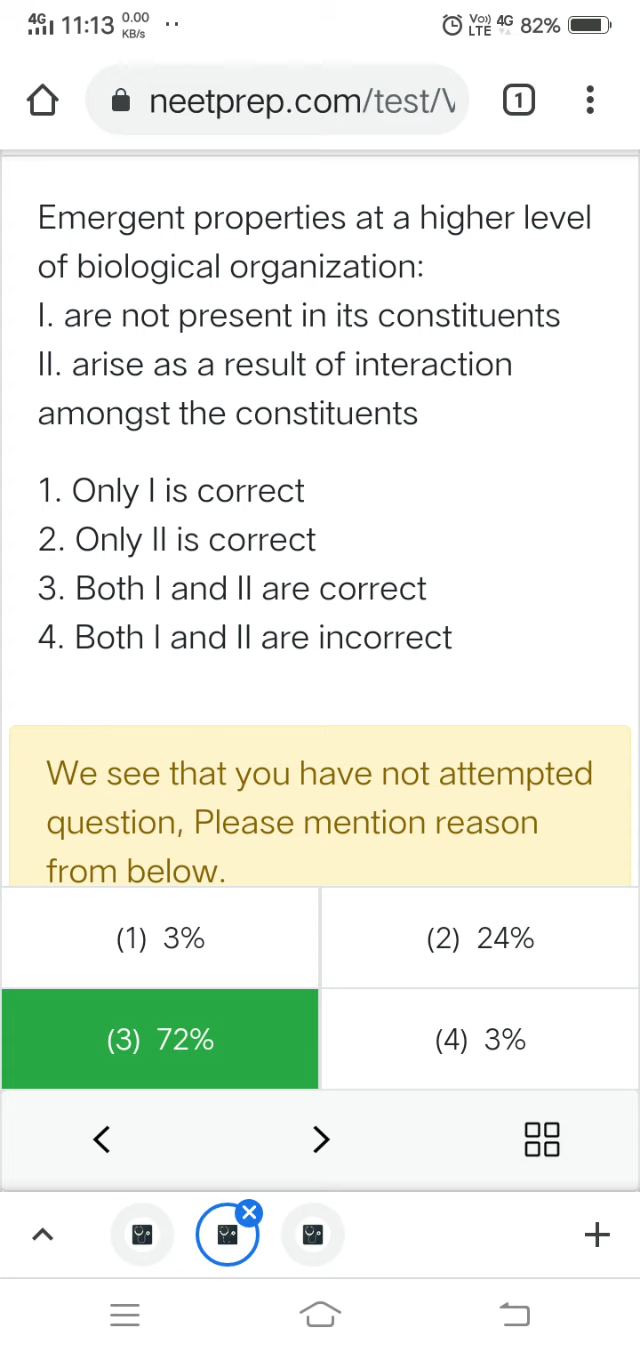 4G 11:13 0.00 KB/s ·· Vo)) LTE 4G 82%
neetprep.com/test/\ 1
Emergent properties at a higher level
of biological organization:
I. are not present in its constituents
II. arise as a result of interaction
amongst the constituents
1. Only I is correct
2. Only II is correct
3. Both I and II are correct
4. Both I and II are incorrect
We see that you have not attempted
question, Please mention reason
from below.
(1) 3% (2) 24%
(3) 72% (4) 3%